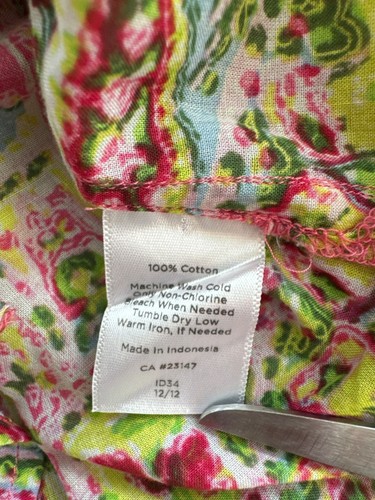 100% Cotton
Machine Wash Cold
Only Non-Chlorine
Bleach When Needed
Tumble Dry Low
Warm Iron, If Needed
Made In Indonesia
CA #23147
ID34
12/12